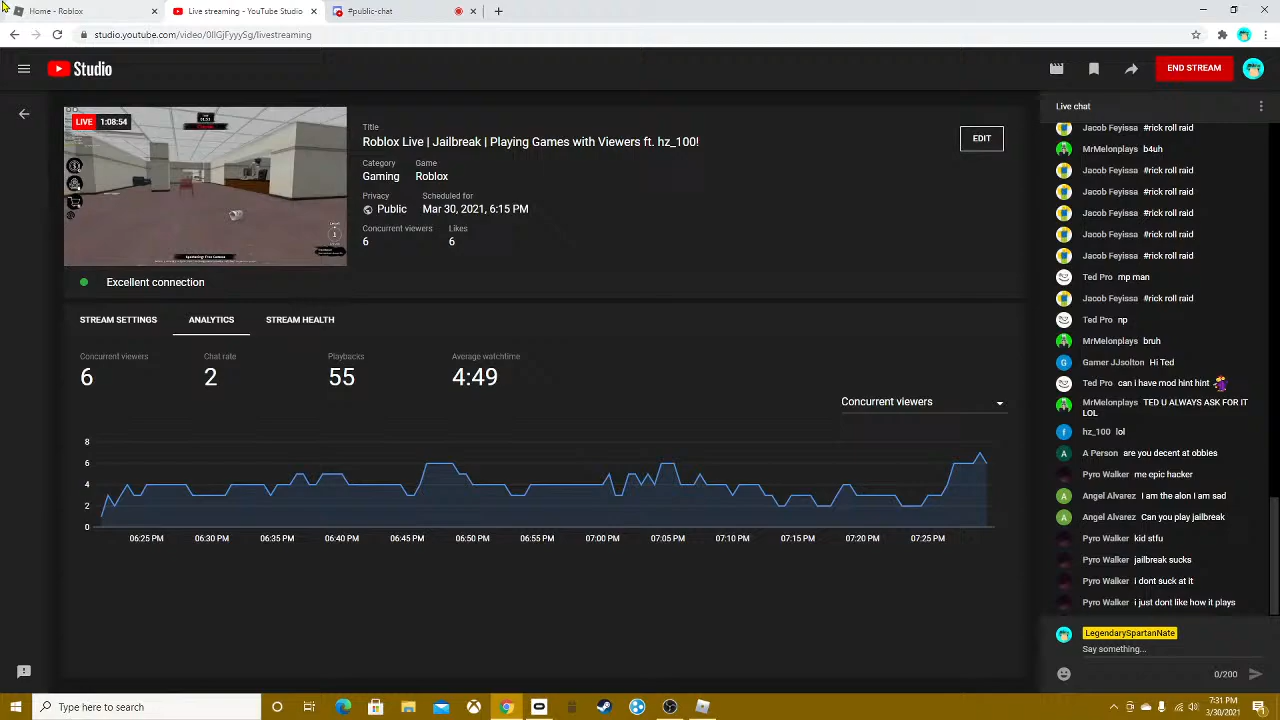 Home - Roblox
Live streaming - YouTube Studio
#public-chat
studio.youtube.com/video/0IlGjFyyySg/livestreaming
Studio
END STREAM
LIVE 1:08:54
Title
Roblox Live | Jailbreak | Playing Games with Viewers ft. hz_100!
EDIT
Category Game
Gaming Roblox
Privacy Scheduled for
Public Mar 30, 2021, 6:15 PM
Concurrent viewers Likes
6 6
Excellent connection
STREAM SETTINGS ANALYTICS STREAM HEALTH
Concurrent viewers Chat rate Playbacks Average watchtime
6 2 55 4:49
Concurrent viewers
8
6
4
2
0
06:25 PM 06:30 PM 06:35 PM 06:40 PM 06:45 PM 06:50 PM 06:55 PM 07:00 PM 07:05 PM 07:10 PM 07:15 PM 07:20 PM 07:25 PM
Live chat
Jacob Feyissa #rick roll raid
MrMelonplays b4uh
Jacob Feyissa #rick roll raid
Jacob Feyissa #rick roll raid
Jacob Feyissa #rick roll raid
Jacob Feyissa #rick roll raid
Jacob Feyissa #rick roll raid
Ted Pro mp man
Jacob Feyissa #rick roll raid
Ted Pro np
MrMelonplays bruh
G Gamer JJsolton Hi Ted
Ted Pro can i have mod hint hint
MrMelonplays TED U ALWAYS ASK FOR IT
LOL
hz_100 lol
A A Person are you decent at obbies
Pyro Walker me epic hacker
A Angel Alvarez I am the alon I am sad
A Angel Alvarez Can you play jailbreak
Pyro Walker kid stfu
Pyro Walker jailbreak sucks
Pyro Walker i dont suck at it
Pyro Walker i just dont like how it plays
LegendarySpartanNate
Say something...
0/200
Type here to search
7:31 PM
3/30/2021